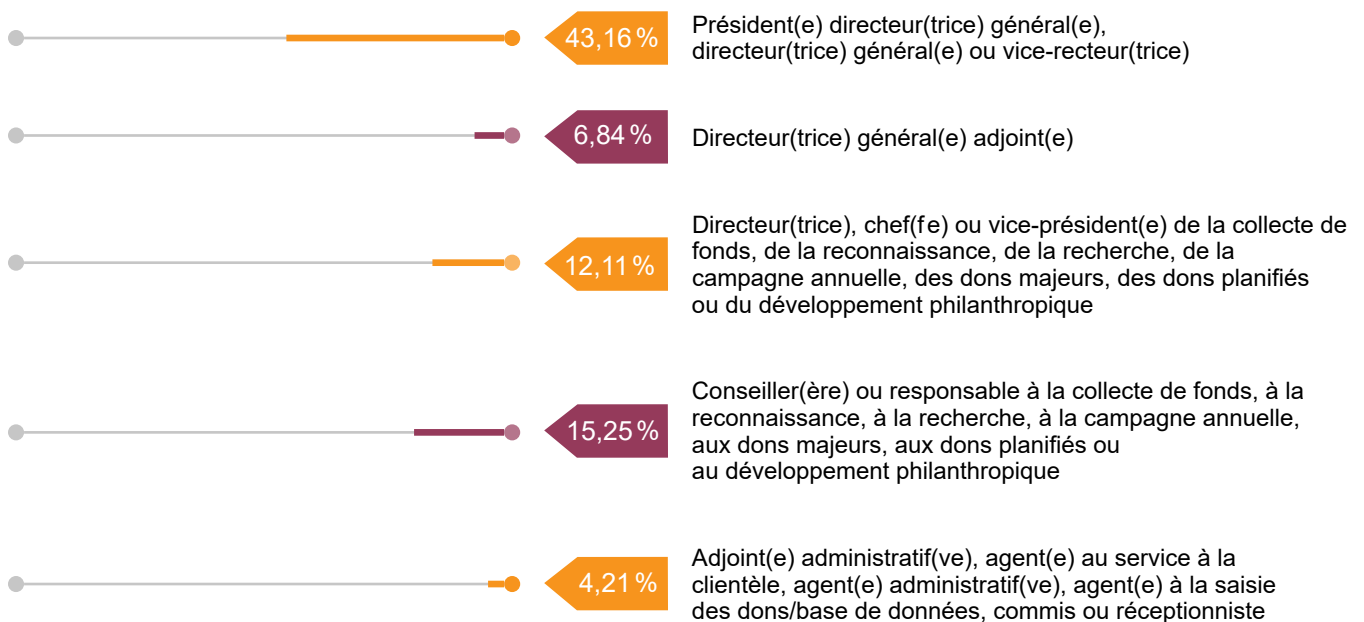 43,16 %
Président(e) directeur(trice) général(e),
directeur(trice) général(e) ou vice-recteur(trice)
6,84 %
Directeur(trice) général(e) adjoint(e)
12,11 %
Directeur(trice), chef(fe) ou vice-président(e) de la collecte de
fonds, de la reconnaissance, de la recherche, de la
campagne annuelle, des dons majeurs, des dons planifiés
ou du développement philanthropique
15,25 %
Conseiller(ère) ou responsable à la collecte de fonds, à la
reconnaissance, à la recherche, à la campagne annuelle,
aux dons majeurs, aux dons planifiés ou
au développement philanthropique
4,21 %
Adjoint(e) administratif(ve), agent(e) au service à la
clientèle, agent(e) administratif(ve), agent(e) à la saisie
des dons/base de données, commis ou réceptionniste